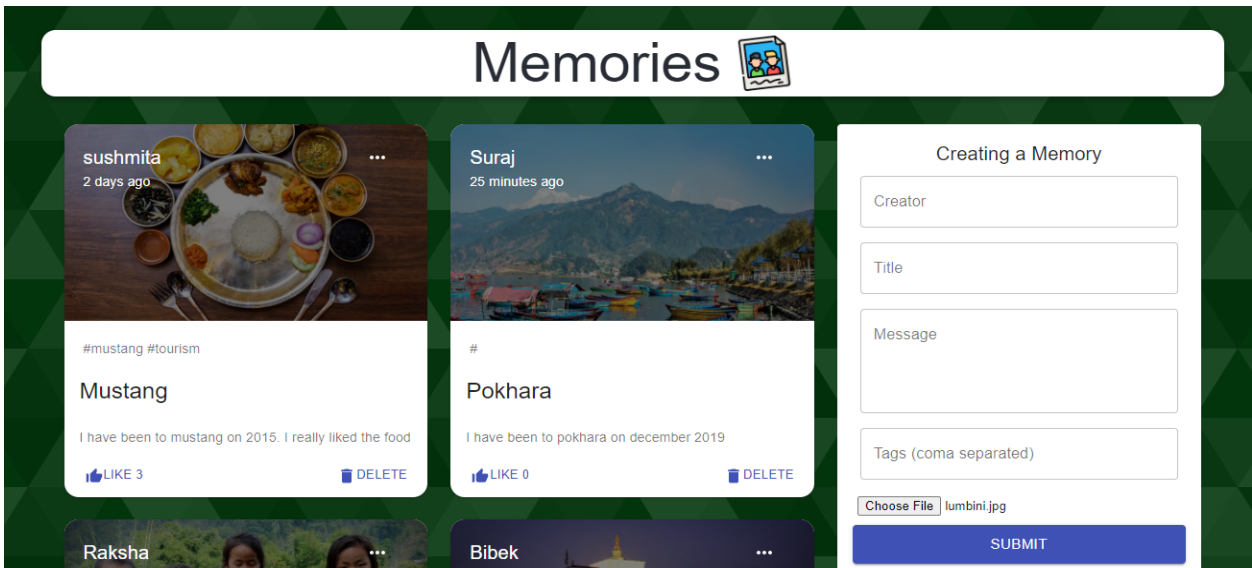 Memories
sushmita
2 days ago
#mustang #tourism
Mustang
I have been to mustang on 2015. I really liked the food
LIKE 3
DELETE
Suraj
25 minutes ago
#
Pokhara
I have been to pokhara on december 2019
LIKE 0
DELETE
Raksha
Bibek
Creating a Memory
Creator
Title
Message
Tags (coma separated)
Choose File lumbini.jpg
SUBMIT